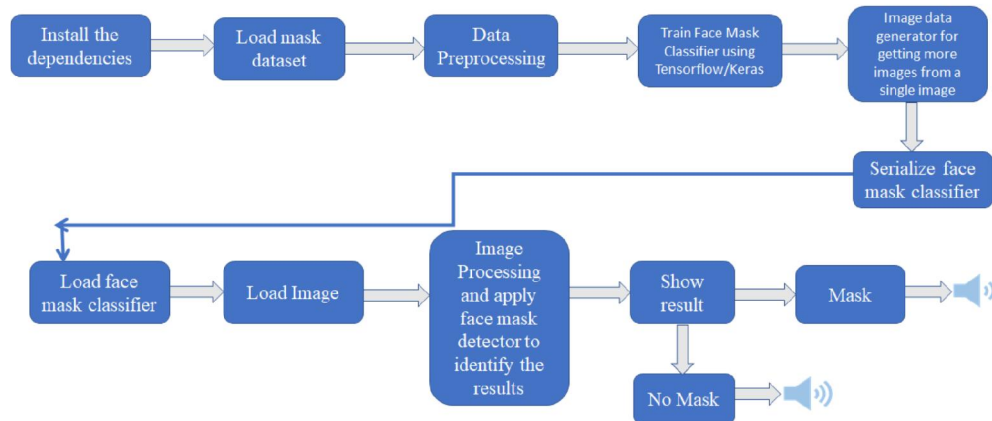 Install the
dependencies
Load mask
dataset
Data
Preprocessing
Train Face Mask
Classifier using
Tensorflow/Keras
Image data
generator for
getting more
images from a
single image
Serialize face
mask classifier
Load face
mask classifier
Load Image
Image
Processing
and apply
face mask
detector to
identify the
results
Show
result
Mask
No Mask